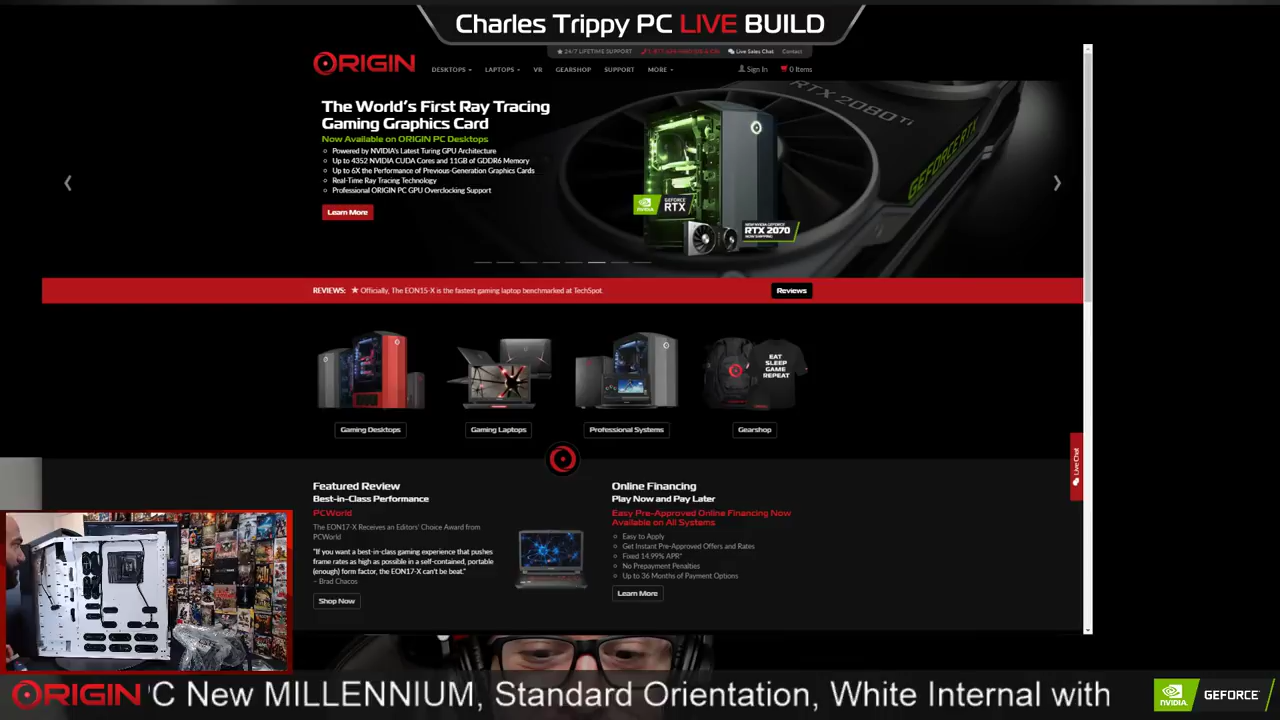 Charles Trippy PC LIVE BUILD
24/7 LIFETIME SUPPORT
Live Sales Chat Contact
ORIGIN
DESKTOPS LAPTOPS VR GEARSHOP SUPPORT MORE
Sign In 0 Items
The World's First Ray Tracing
Gaming Graphics Card
Now Available on ORIGIN PC Desktops
Powered by NVIDIA's Latest Turing GPU Architecture
Up to 4352 NVIDIA CUDA Cores and 11GB of GDDR6 Memory
Up to 6X the Performance of Previous-Generation Graphics Cards
Real-Time Ray Tracing Technology
Professional ORIGIN PC GPU Overclocking Support
Learn More
RTX 2080 Ti
GEFORCE RTX
NVIDIA
GEFORCE
RTX
RTX 2070
REVIEWS: ★ Officially, The EON15-X is the fastest gaming laptop benchmarked at TechSpot.
Reviews
EAT
SLEEP
GAME
REPEAT
Gaming Desktops
Gaming Laptops
Professional Systems
Gearshop
Live Chat
Featured Review
Best-in-Class Performance
PCWorld
The EON17-X Receives an Editors' Choice Award from
PCWorld
"If you want a best-in-class gaming experience that pushes
frame rates as high as possible in a self-contained, portable
(enough) form factor, the EON17-X can't be beat."
– Brad Chacos
Shop Now
Online Financing
Play Now and Pay Later
Easy Pre-Approved Online Financing Now
Available on All Systems
Easy to Apply
Get Instant Pre-Approved Offers and Rates
Fixed 14.99% APR*
No Prepayment Penalties
Up to 36 Months of Payment Options
Learn More
ORIGIN
PC New MILLENNIUM, Standard Orientation, White Internal with
NVIDIA
GEFORCE